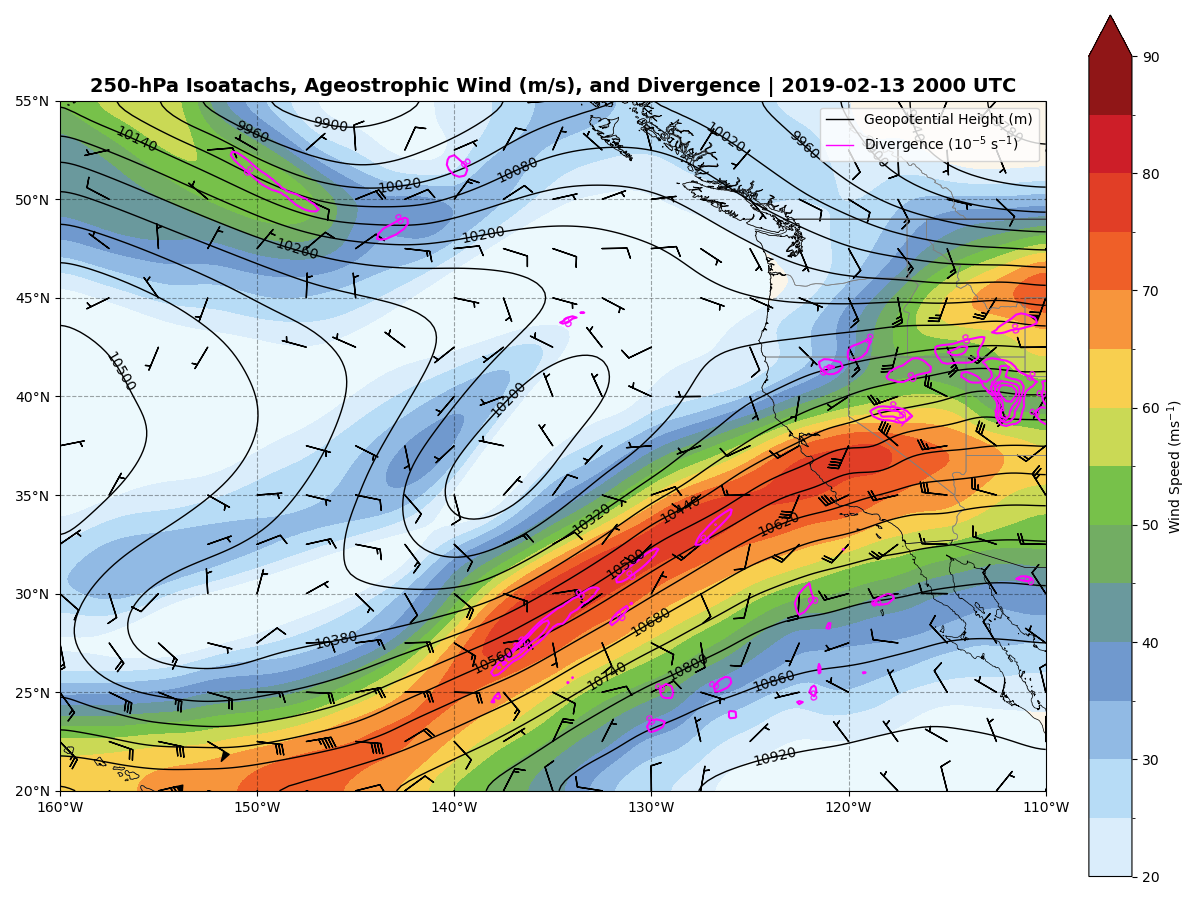 250-hPa Isoatachs, Ageostrophic Wind (m/s), and Divergence | 2019-02-13 2000 UTC
Geopotential Height (m)
Divergence (10⁻⁵ s⁻¹)
55°N
50°N
45°N
40°N
35°N
30°N
25°N
20°N
160°W
150°W
140°W
130°W
120°W
110°W
10140
9960
9900
10020
10080
10020
9960
10260
10200
10500
10200
10320
10440
10620
10500
10380
10560
10680
10740
10800
10860
10920
90
80
70
60
50
40
30
20
Wind Speed (ms⁻¹)